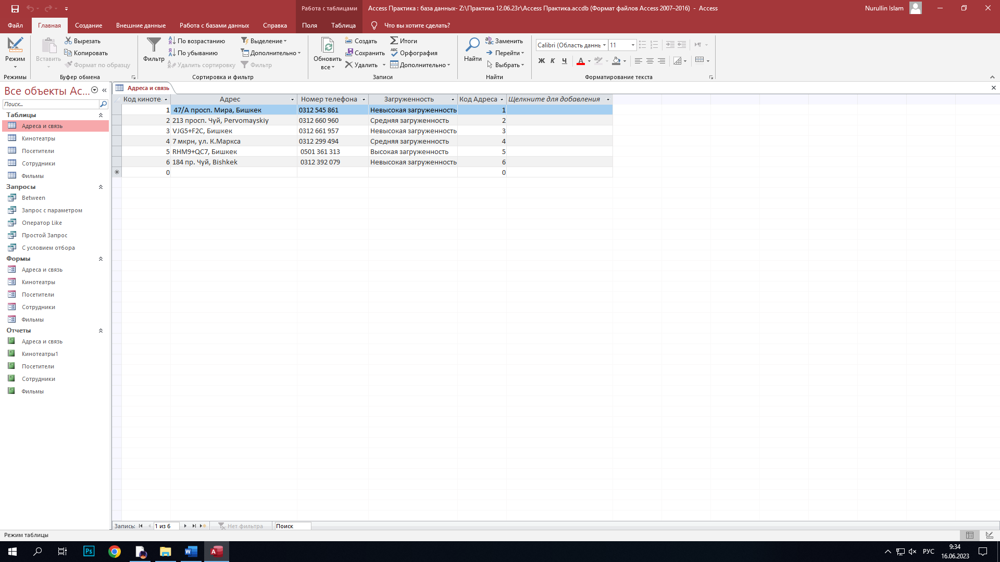 Работа с таблицами
Access Практика : база данных- Z:\Практика 12.06.23г\Access Практика.accdb (Формат файлов Access 2007–2016) - Access
Nurullin Islam
Файл Главная Создание Внешние данные Работа с базами данных Справка Поля Таблица Что вы хотите сделать?
Режим
Режимы
Вставить
Вырезать
Копировать
Формат по образцу
Буфер обмена
Фильтр
По возрастанию
По убыванию
Удалить сортировку
Выделение
Дополнительно
Фильтр
Сортировка и фильтр
Обновить все
Создать
Сохранить
Удалить
Итоги
Орфография
Дополнительно
Записи
Найти
Заменить
Перейти
Выбрать
Найти
Calibri (Область данн 11
Ж К Ч
Форматирование текста
Все объекты Ac...
Поиск...
Таблицы
Адреса и связь
Кинотеатры
Посетители
Сотрудники
Фильмы
Запросы
Between
Запрос с параметром
Оператор Like
Простой Запрос
С условием отбора
Формы
Адреса и связь
Кинотеатры
Посетители
Сотрудники
Фильмы
Отчеты
Адреса и связь
Кинотеатры1
Посетители
Сотрудники
Фильмы
Адреса и связь
Код киноте Адрес Номер телефона Загруженность Код Адреса Щелкните для добавления
1 47/А просп. Мира, Бишкек 0312 545 861 Невысокая загруженность 1
2 213 просп. Чуй, Pervomayskiy 0312 660 960 Средняя загруженность 2
3 VJG5+F2C, Бишкек 0312 661 957 Невысокая загруженность 3
4 7 мкрн, ул. К.Маркса 0312 299 494 Средняя загруженность 4
5 RHM9+QC7, Бишкек 0501 361 313 Высокая загруженность 5
6 184 пр. Чуй, Bishkek 0312 392 079 Невысокая загруженность 6
0 0
Запись: 1 из 6 Нет фильтра Поиск
Режим таблицы
Ps
РУС
9:34
16.06.2023